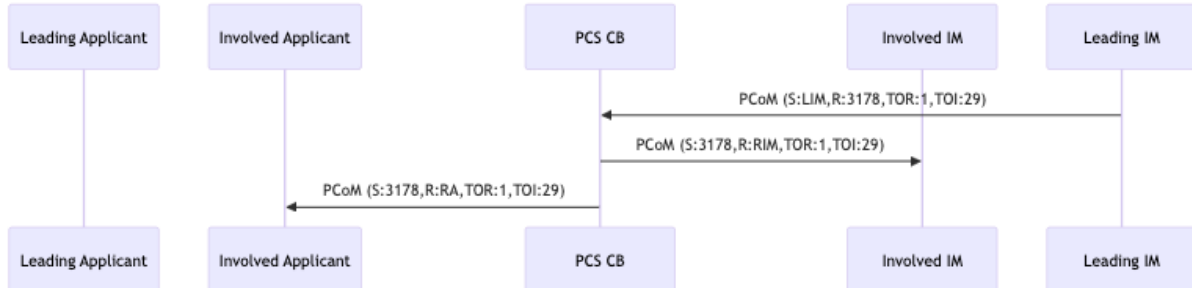 Leading Applicant
Involved Applicant
PCS CB
Involved IM
Leading IM
PCoM (S:LIM,R:3178,TOR:1,TOI:29)
PCoM (S:3178,R:RIM,TOR:1,TOI:29)
PCoM (S:3178,R:RA,TOR:1,TOI:29)
Leading Applicant
Involved Applicant
PCS CB
Involved IM
Leading IM